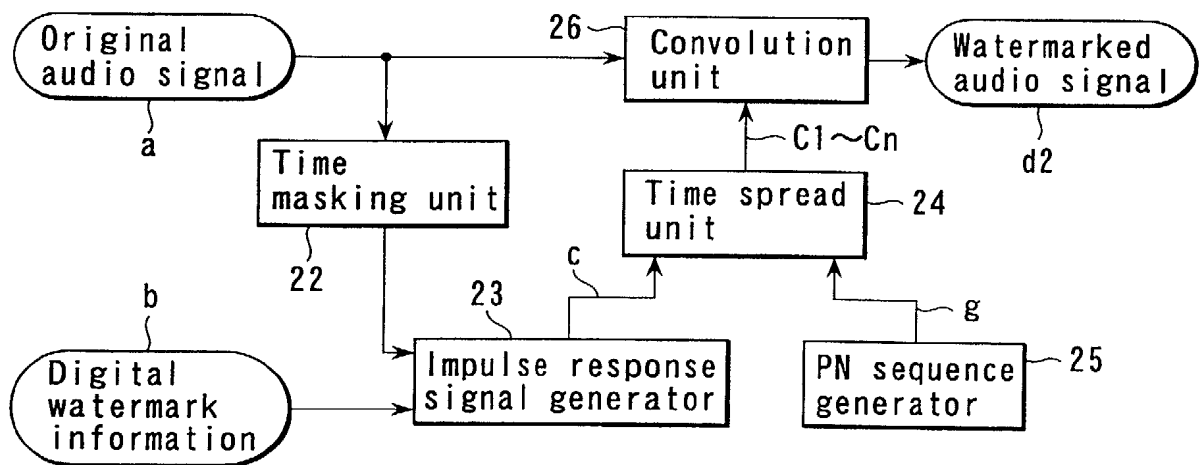 Original
audio signal
a
26
Convolution
unit
Watermarked
audio signal
d2
C1~Cn
Time
masking unit
22
Time spread
unit
24
c
g
b
23
Digital
watermark
information
Impulse response
signal generator
PN sequence
generator
25